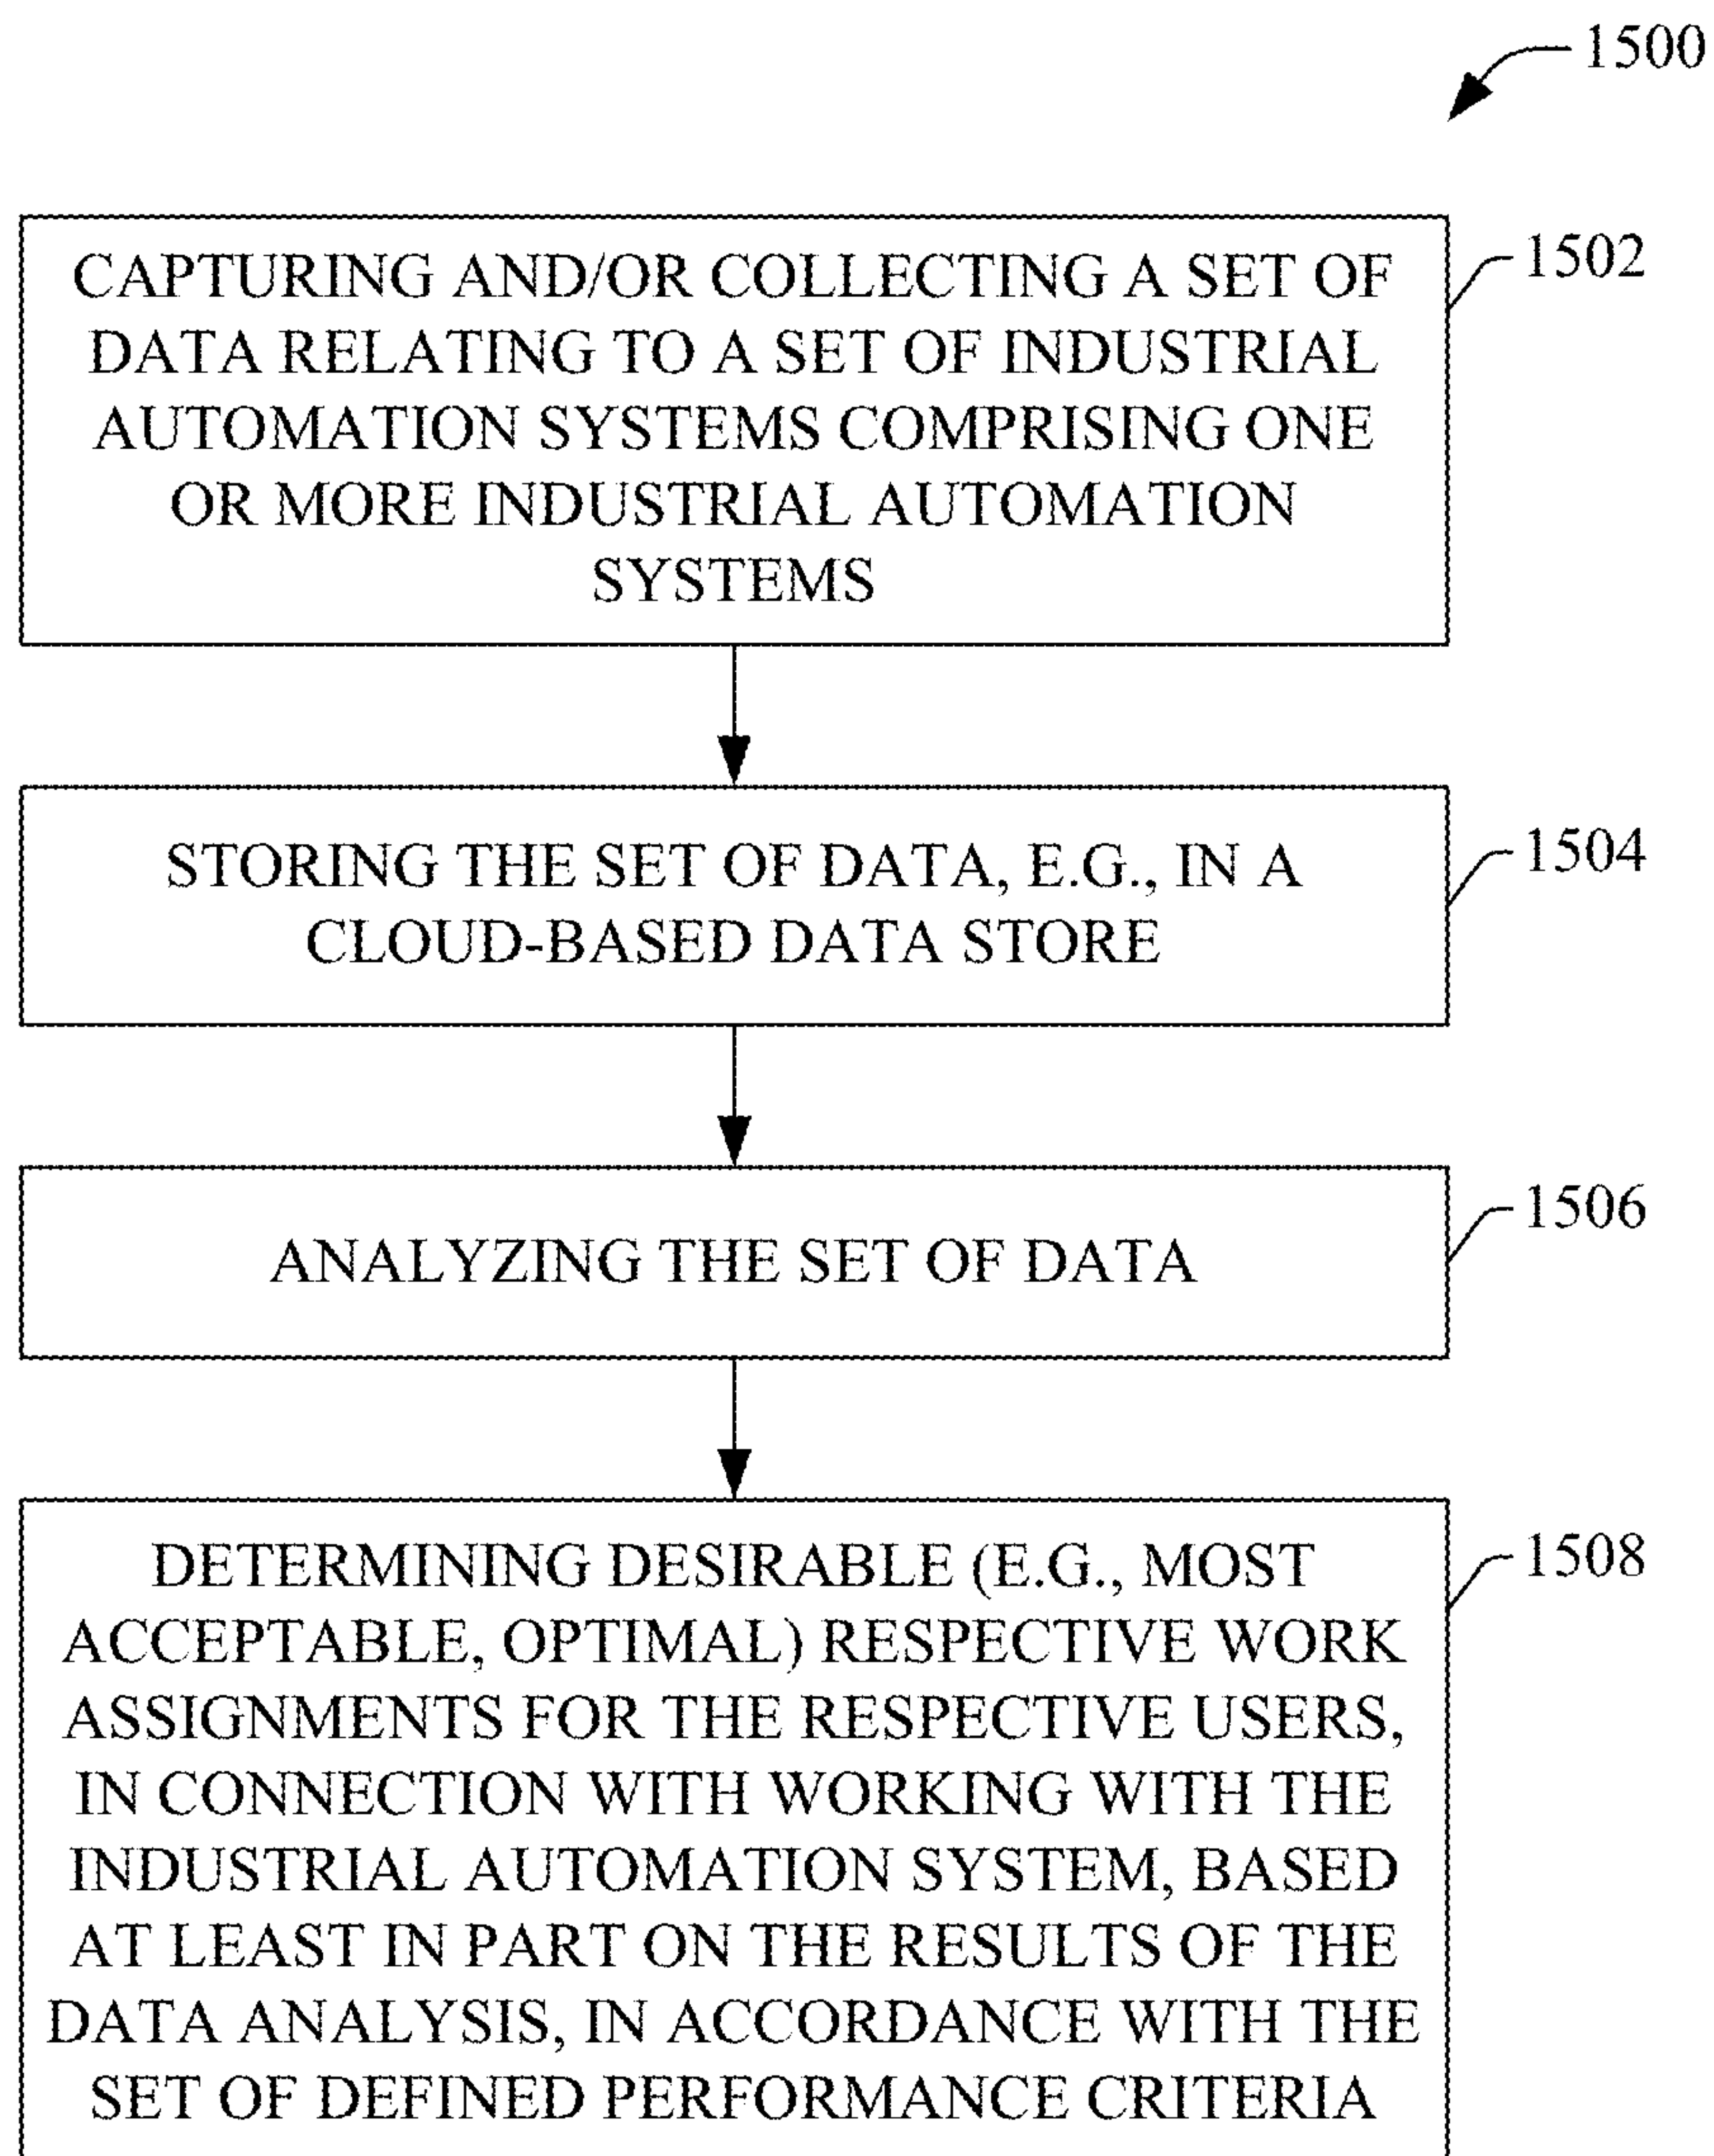 1500
CAPTURING AND/OR COLLECTING A SET OF
DATA RELATING TO A SET OF INDUSTRIAL
AUTOMATION SYSTEMS COMPRISING ONE
OR MORE INDUSTRIAL AUTOMATION
SYSTEMS
1502
STORING THE SET OF DATA, E.G., IN A
CLOUD-BASED DATA STORE
1504
ANALYZING THE SET OF DATA
1506
DETERMINING DESIRABLE (E.G., MOST
ACCEPTABLE, OPTIMAL) RESPECTIVE WORK
ASSIGNMENTS FOR THE RESPECTIVE USERS,
IN CONNECTION WITH WORKING WITH THE
INDUSTRIAL AUTOMATION SYSTEM, BASED
AT LEAST IN PART ON THE RESULTS OF THE
DATA ANALYSIS, IN ACCORDANCE WITH THE
SET OF DEFINED PERFORMANCE CRITERIA
1508